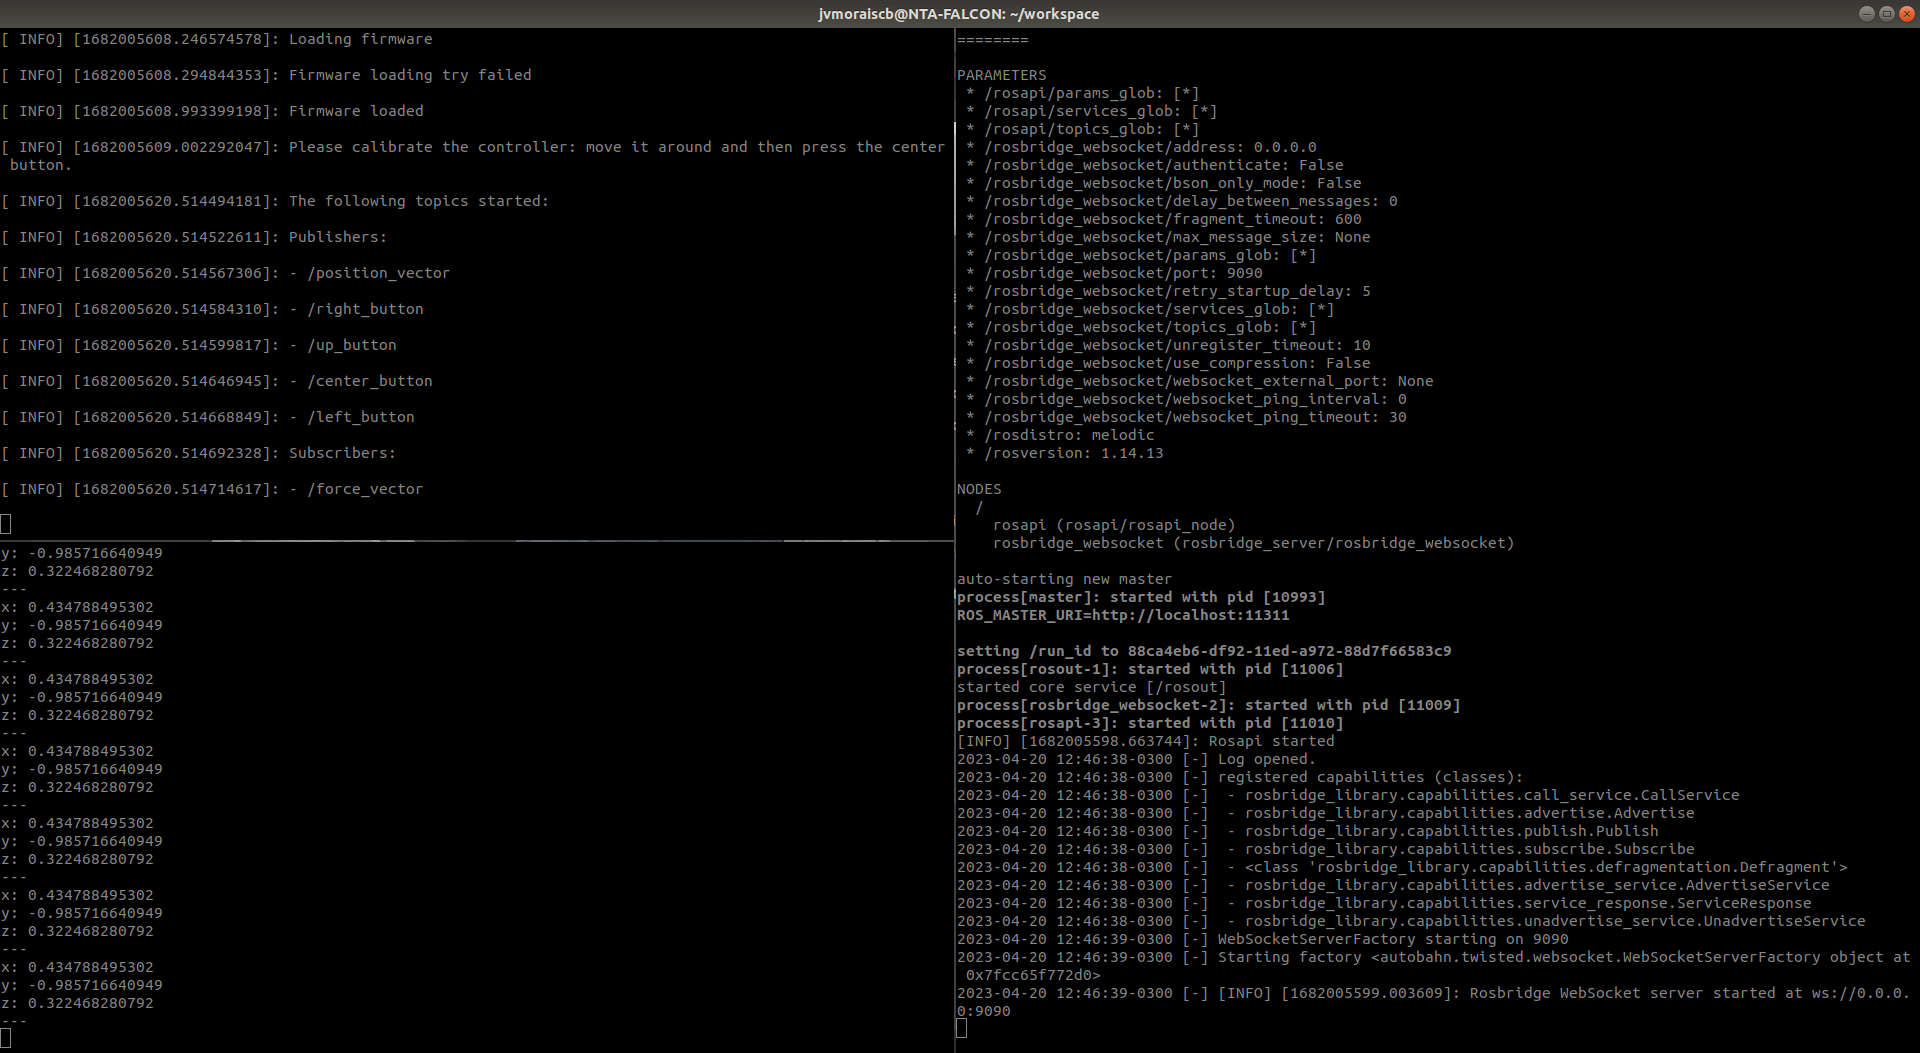 jvmoraiscb@NTA-FALCON: ~/workspace
[ INFO] [1682005608.246574578]: Loading firmware
[ INFO] [1682005608.294844353]: Firmware loading try failed
[ INFO] [1682005608.993399198]: Firmware loaded
[ INFO] [1682005609.002292047]: Please calibrate the controller: move it around and then press the center
button.
[ INFO] [1682005620.514494181]: The following topics started:
[ INFO] [1682005620.514522611]: Publishers:
[ INFO] [1682005620.514567306]: - /position_vector
[ INFO] [1682005620.514584310]: - /right_button
[ INFO] [1682005620.514599817]: - /up_button
[ INFO] [1682005620.514646945]: - /center_button
[ INFO] [1682005620.514668849]: - /left_button
[ INFO] [1682005620.514692328]: Subscribers:
[ INFO] [1682005620.514714617]: - /force_vector
y: -0.985716640949
z: 0.322468280792
---
x: 0.434788495302
y: -0.985716640949
z: 0.322468280792
---
x: 0.434788495302
y: -0.985716640949
z: 0.322468280792
---
x: 0.434788495302
y: -0.985716640949
z: 0.322468280792
---
x: 0.434788495302
y: -0.985716640949
z: 0.322468280792
---
x: 0.434788495302
y: -0.985716640949
z: 0.322468280792
---
x: 0.434788495302
y: -0.985716640949
z: 0.322468280792
---
========
PARAMETERS
* /rosapi/params_glob: [*]
* /rosapi/services_glob: [*]
* /rosapi/topics_glob: [*]
* /rosbridge_websocket/address: 0.0.0.0
* /rosbridge_websocket/authenticate: False
* /rosbridge_websocket/bson_only_mode: False
* /rosbridge_websocket/delay_between_messages: 0
* /rosbridge_websocket/fragment_timeout: 600
* /rosbridge_websocket/max_message_size: None
* /rosbridge_websocket/params_glob: [*]
* /rosbridge_websocket/port: 9090
* /rosbridge_websocket/retry_startup_delay: 5
* /rosbridge_websocket/services_glob: [*]
* /rosbridge_websocket/topics_glob: [*]
* /rosbridge_websocket/unregister_timeout: 10
* /rosbridge_websocket/use_compression: False
* /rosbridge_websocket/websocket_external_port: None
* /rosbridge_websocket/websocket_ping_interval: 0
* /rosbridge_websocket/websocket_ping_timeout: 30
* /rosdistro: melodic
* /rosversion: 1.14.13
NODES
/
rosapi (rosapi/rosapi_node)
rosbridge_websocket (rosbridge_server/rosbridge_websocket)
auto-starting new master
process[master]: started with pid [10993]
ROS_MASTER_URI=http://localhost:11311
setting /run_id to 88ca4eb6-df92-11ed-a972-88d7f66583c9
process[rosout-1]: started with pid [11006]
started core service [/rosout]
process[rosbridge_websocket-2]: started with pid [11009]
process[rosapi-3]: started with pid [11010]
[INFO] [1682005598.663744]: Rosapi started
2023-04-20 12:46:38-0300 [-] Log opened.
2023-04-20 12:46:38-0300 [-] registered capabilities (classes):
2023-04-20 12:46:38-0300 [-]  - rosbridge_library.capabilities.call_service.CallService
2023-04-20 12:46:38-0300 [-]  - rosbridge_library.capabilities.advertise.Advertise
2023-04-20 12:46:38-0300 [-]  - rosbridge_library.capabilities.publish.Publish
2023-04-20 12:46:38-0300 [-]  - rosbridge_library.capabilities.subscribe.Subscribe
2023-04-20 12:46:38-0300 [-]  - <class 'rosbridge_library.capabilities.defragmentation.Defragment'>
2023-04-20 12:46:38-0300 [-]  - rosbridge_library.capabilities.advertise_service.AdvertiseService
2023-04-20 12:46:38-0300 [-]  - rosbridge_library.capabilities.service_response.ServiceResponse
2023-04-20 12:46:38-0300 [-]  - rosbridge_library.capabilities.unadvertise_service.UnadvertiseService
2023-04-20 12:46:39-0300 [-] WebSocketServerFactory starting on 9090
2023-04-20 12:46:39-0300 [-] Starting factory <autobahn.twisted.websocket.WebSocketServerFactory object at
0x7fcc65f772d0>
2023-04-20 12:46:39-0300 [-] [INFO] [1682005599.003609]: Rosbridge WebSocket server started at ws://0.0.0.
0:9090